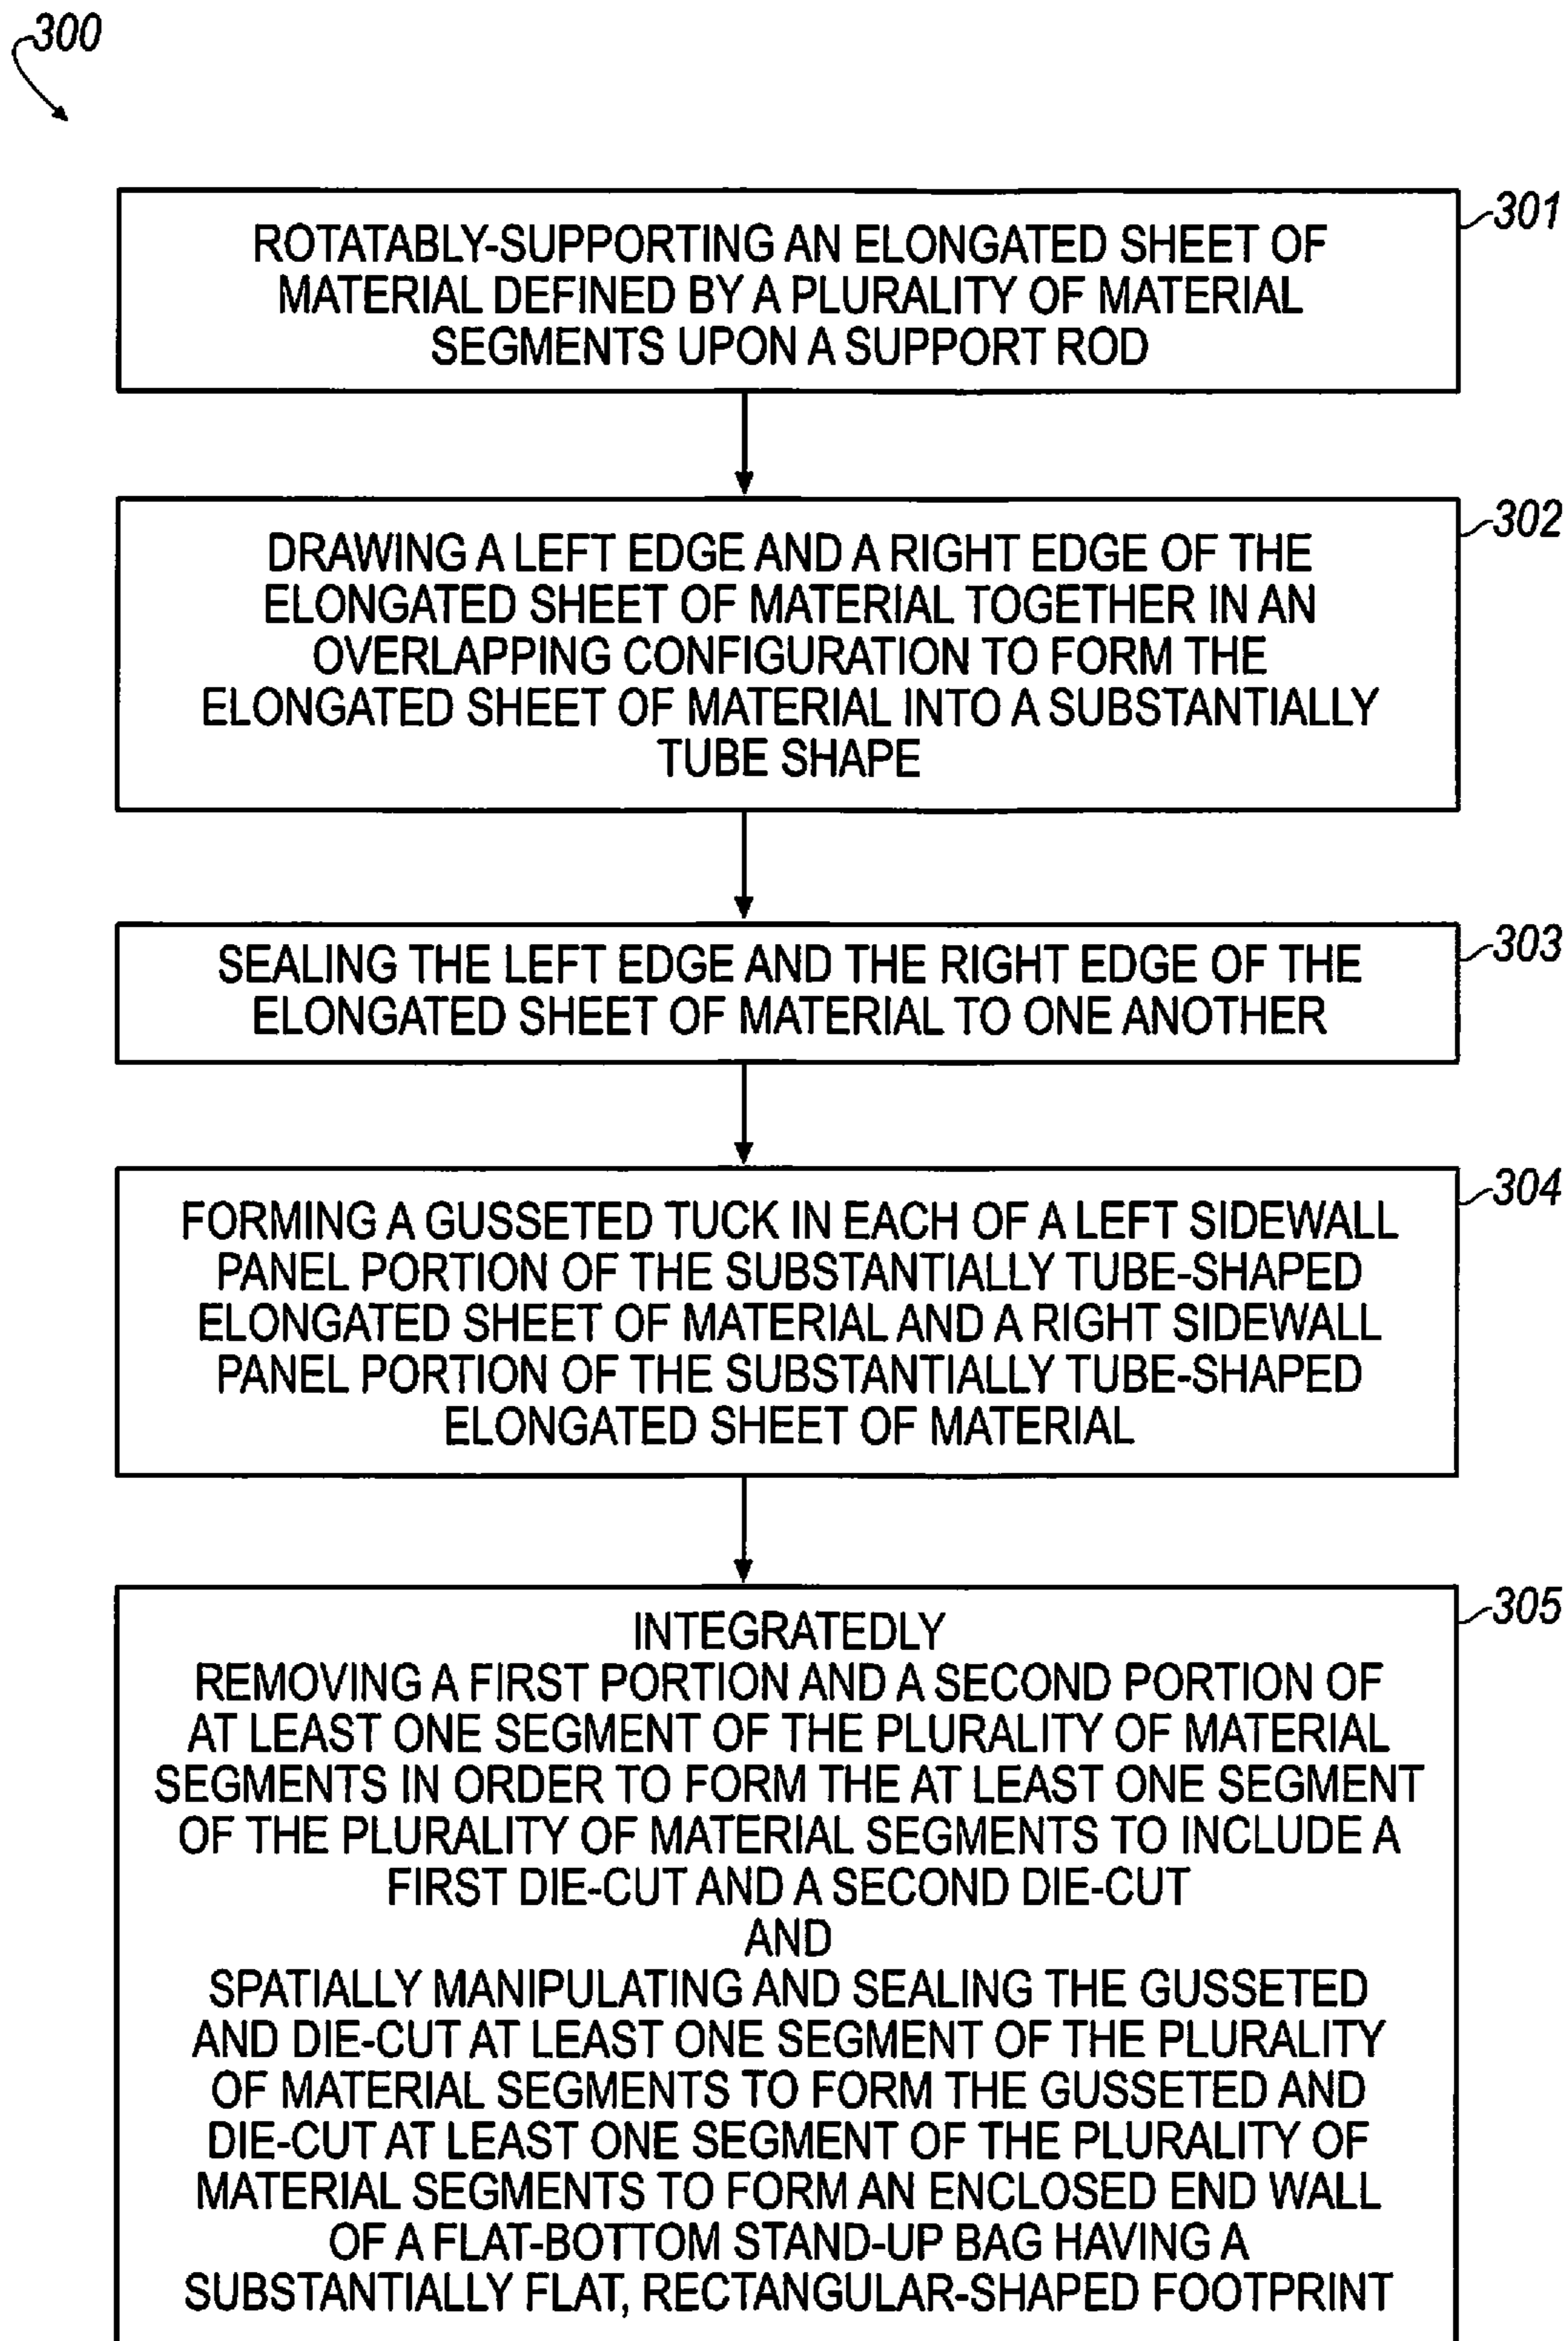 300
301
ROTATABLY-SUPPORTING AN ELONGATED SHEET OF
MATERIAL DEFINED BY A PLURALITY OF MATERIAL
SEGMENTS UPON A SUPPORT ROD
302
DRAWING A LEFT EDGE AND A RIGHT EDGE OF THE
ELONGATED SHEET OF MATERIAL TOGETHER IN AN
OVERLAPPING CONFIGURATION TO FORM THE
ELONGATED SHEET OF MATERIAL INTO A SUBSTANTIALLY
TUBE SHAPE
303
SEALING THE LEFT EDGE AND THE RIGHT EDGE OF THE
ELONGATED SHEET OF MATERIAL TO ONE ANOTHER
304
FORMING A GUSSETED TUCK IN EACH OF A LEFT SIDEWALL
PANEL PORTION OF THE SUBSTANTIALLY TUBE-SHAPED
ELONGATED SHEET OF MATERIAL AND A RIGHT SIDEWALL
PANEL PORTION OF THE SUBSTANTIALLY TUBE-SHAPED
ELONGATED SHEET OF MATERIAL
305
INTEGRATEDLY
REMOVING A FIRST PORTION AND A SECOND PORTION OF
AT LEAST ONE SEGMENT OF THE PLURALITY OF MATERIAL
SEGMENTS IN ORDER TO FORM THE AT LEAST ONE SEGMENT
OF THE PLURALITY OF MATERIAL SEGMENTS TO INCLUDE A
FIRST DIE-CUT AND A SECOND DIE-CUT
AND
SPATIALLY MANIPULATING AND SEALING THE GUSSETED
AND DIE-CUT AT LEAST ONE SEGMENT OF THE PLURALITY
OF MATERIAL SEGMENTS TO FORM THE GUSSETED AND
DIE-CUT AT LEAST ONE SEGMENT OF THE PLURALITY OF
MATERIAL SEGMENTS TO FORM AN ENCLOSED END WALL
OF A FLAT-BOTTOM STAND-UP BAG HAVING A
SUBSTANTIALLY FLAT, RECTANGULAR-SHAPED FOOTPRINT